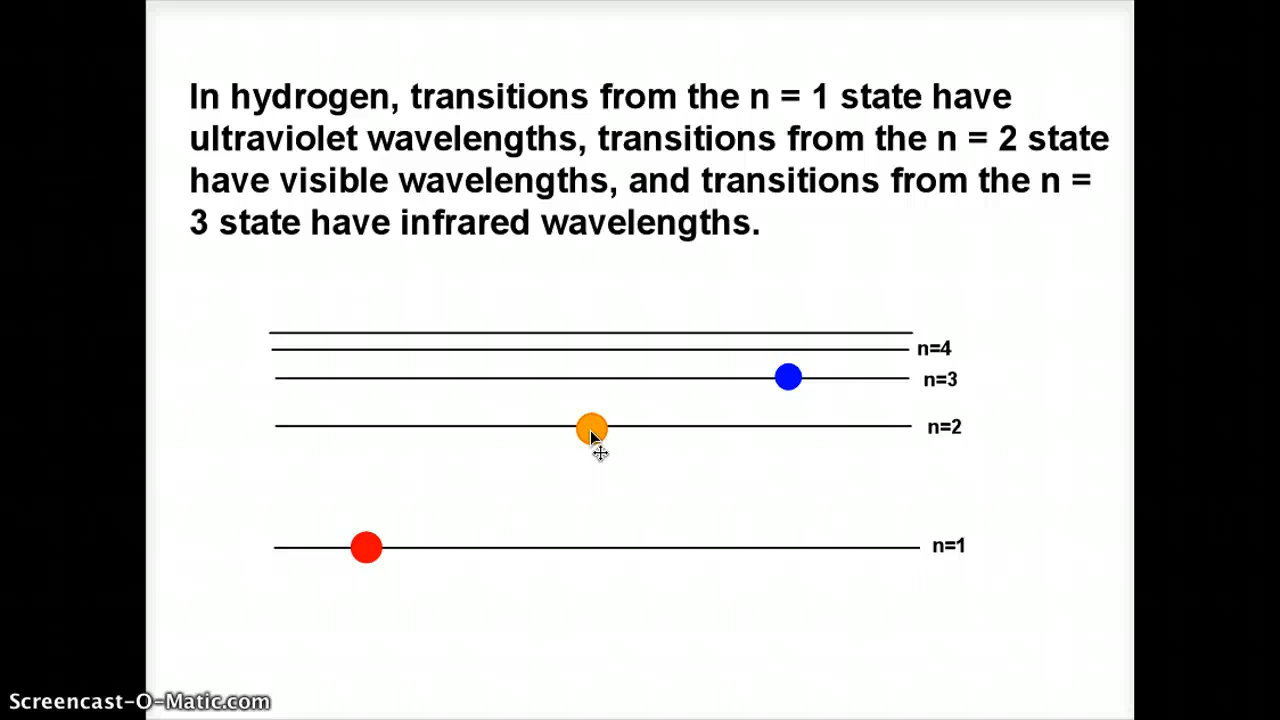 In hydrogen, transitions from the n = 1 state have
ultraviolet wavelengths, transitions from the n = 2 state
have visible wavelengths, and transitions from the n =
3 state have infrared wavelengths.
n=4
n=3
n=2
n=1
Screencast-O-Matic.com